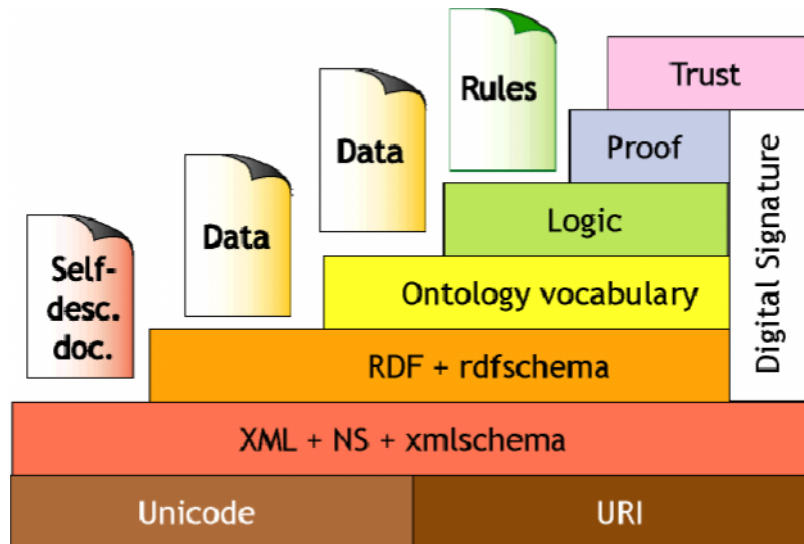 Rules
Trust
Data
Proof
Data
Logic
Self-
desc.
doc.
Ontology vocabulary
Digital Signature
RDF + rdfschema
XML + NS + xmlschema
Unicode
URI